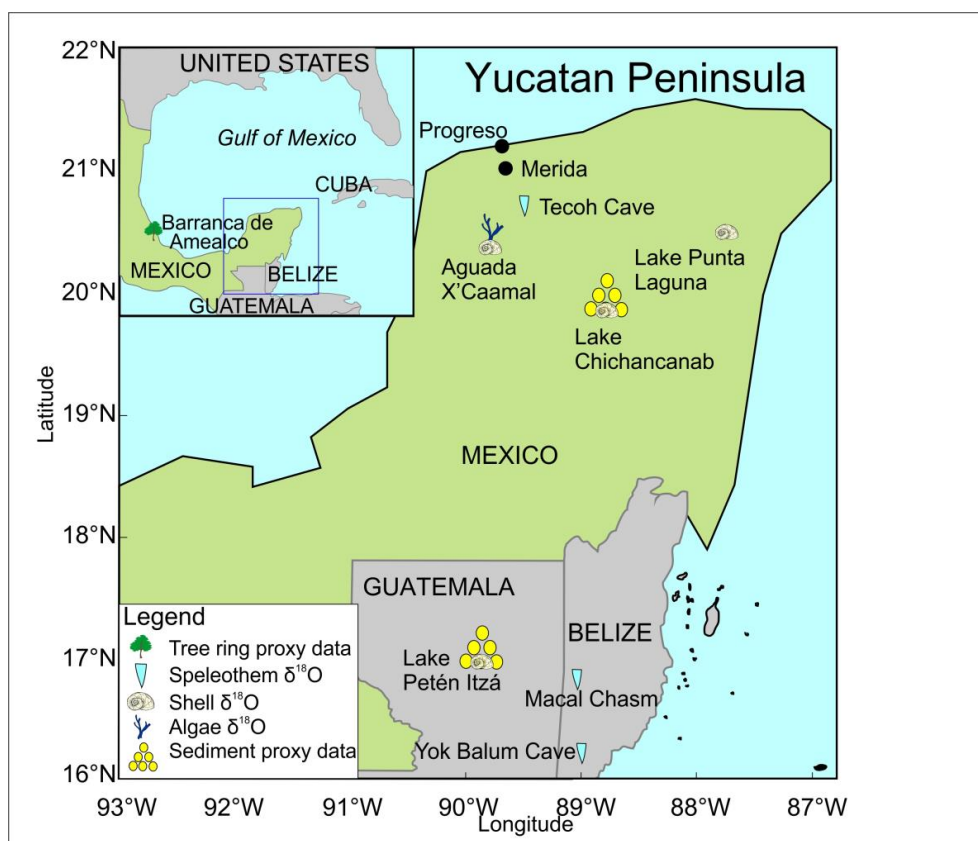 Yucatan Peninsula
22°N
21°N
20°N
19°N
18°N
17°N
16°N
Latitude
UNITED STATES
Gulf of Mexico
CUBA
Barranca de
Amealco
MEXICO
BELIZE
GUATEMALA
Progreso
Merida
Tecoh Cave
Aguada
X'Caamal
Lake Punta
Laguna
Lake
Chichancanab
MEXICO
GUATEMALA
BELIZE
Lake
Petén Itzá
Macal Chasm
Yok Balum Cave
Legend
Tree ring proxy data
Speleothem δ¹⁸O
Shell δ¹⁸O
Algae δ¹⁸O
Sediment proxy data
93°W 92°W 91°W 90°W 89°W 88°W 87°W
Longitude